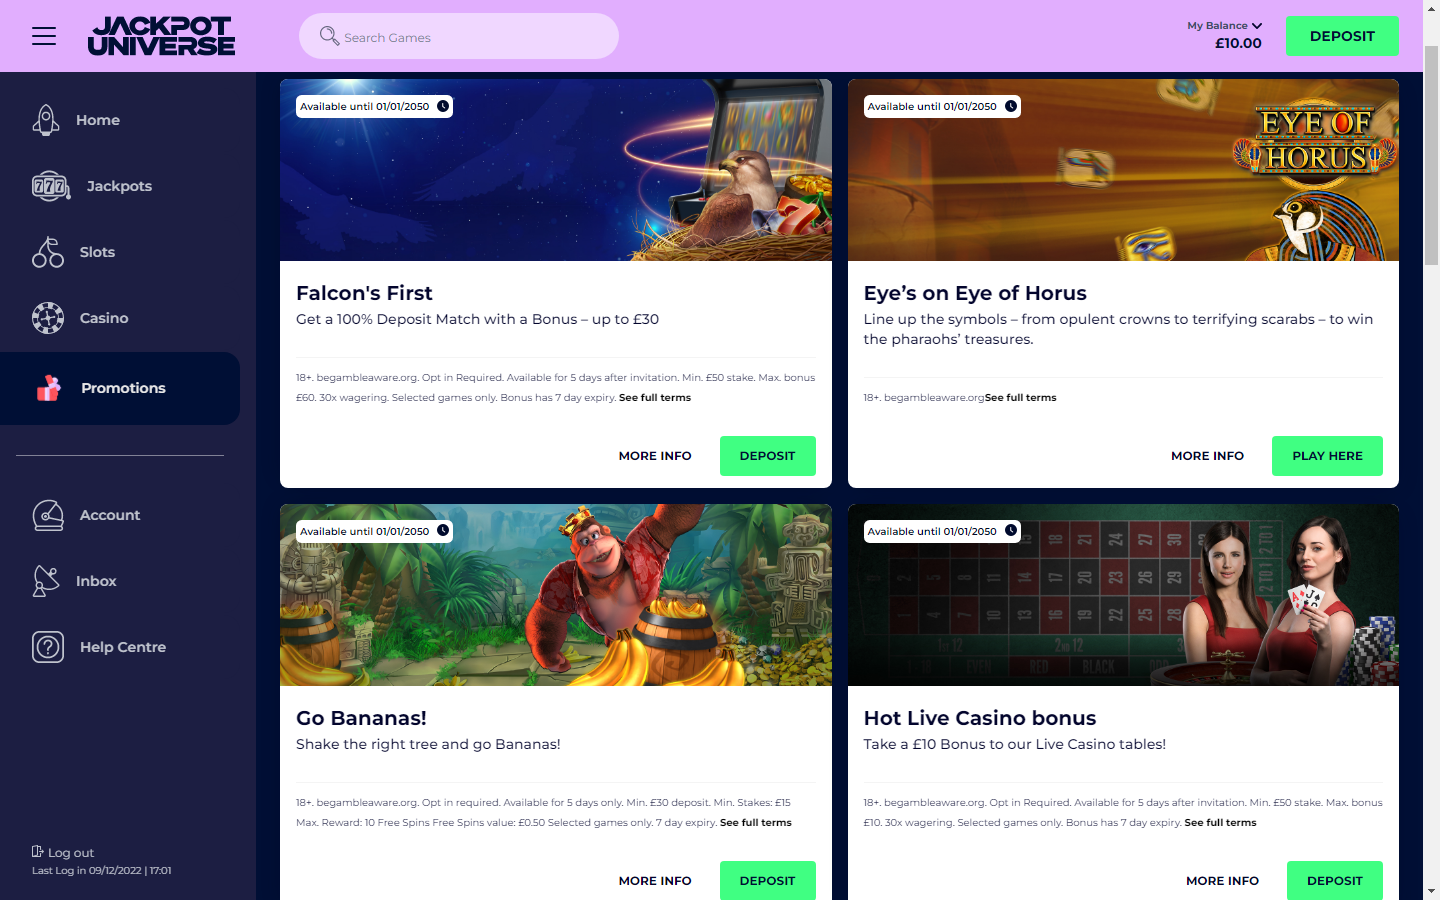 JACKPOT
UNIVERSE
Search Games
My Balance
£10.00
DEPOSIT
Home
Jackpots
Slots
Casino
Promotions
Account
Inbox
Help Centre
Log out
Last Log in 09/12/2022 | 17:01
Available until 01/01/2050
Falcon's First
Get a 100% Deposit Match with a Bonus – up to £30
18+. begambleaware.org. Opt in Required. Available for 5 days after invitation. Min. £50 stake. Max. bonus
£60. 30x wagering. Selected games only. Bonus has 7 day expiry. See full terms
MORE INFO
DEPOSIT
Available until 01/01/2050
EYE OF
HORUS
Eye’s on Eye of Horus
Line up the symbols – from opulent crowns to terrifying scarabs – to win
the pharaohs’ treasures.
18+. begambleaware.orgSee full terms
MORE INFO
PLAY HERE
Available until 01/01/2050
Go Bananas!
Shake the right tree and go Bananas!
18+. begambleaware.org. Opt in required. Available for 5 days only. Min. £30 deposit. Min. Stakes: £15
Max. Reward: 10 Free Spins Free Spins value: £0.50 Selected games only. 7 day expiry. See full terms
MORE INFO
DEPOSIT
Available until 01/01/2050
1st 12
2nd 12
EVEN
RED
BLACK
ODD
Hot Live Casino bonus
Take a £10 Bonus to our Live Casino tables!
18+. begambleaware.org. Opt in Required. Available for 5 days after invitation. Min. £50 stake. Max. bonus
£10. 30x wagering. Selected games only. Bonus has 7 day expiry. See full terms
MORE INFO
DEPOSIT